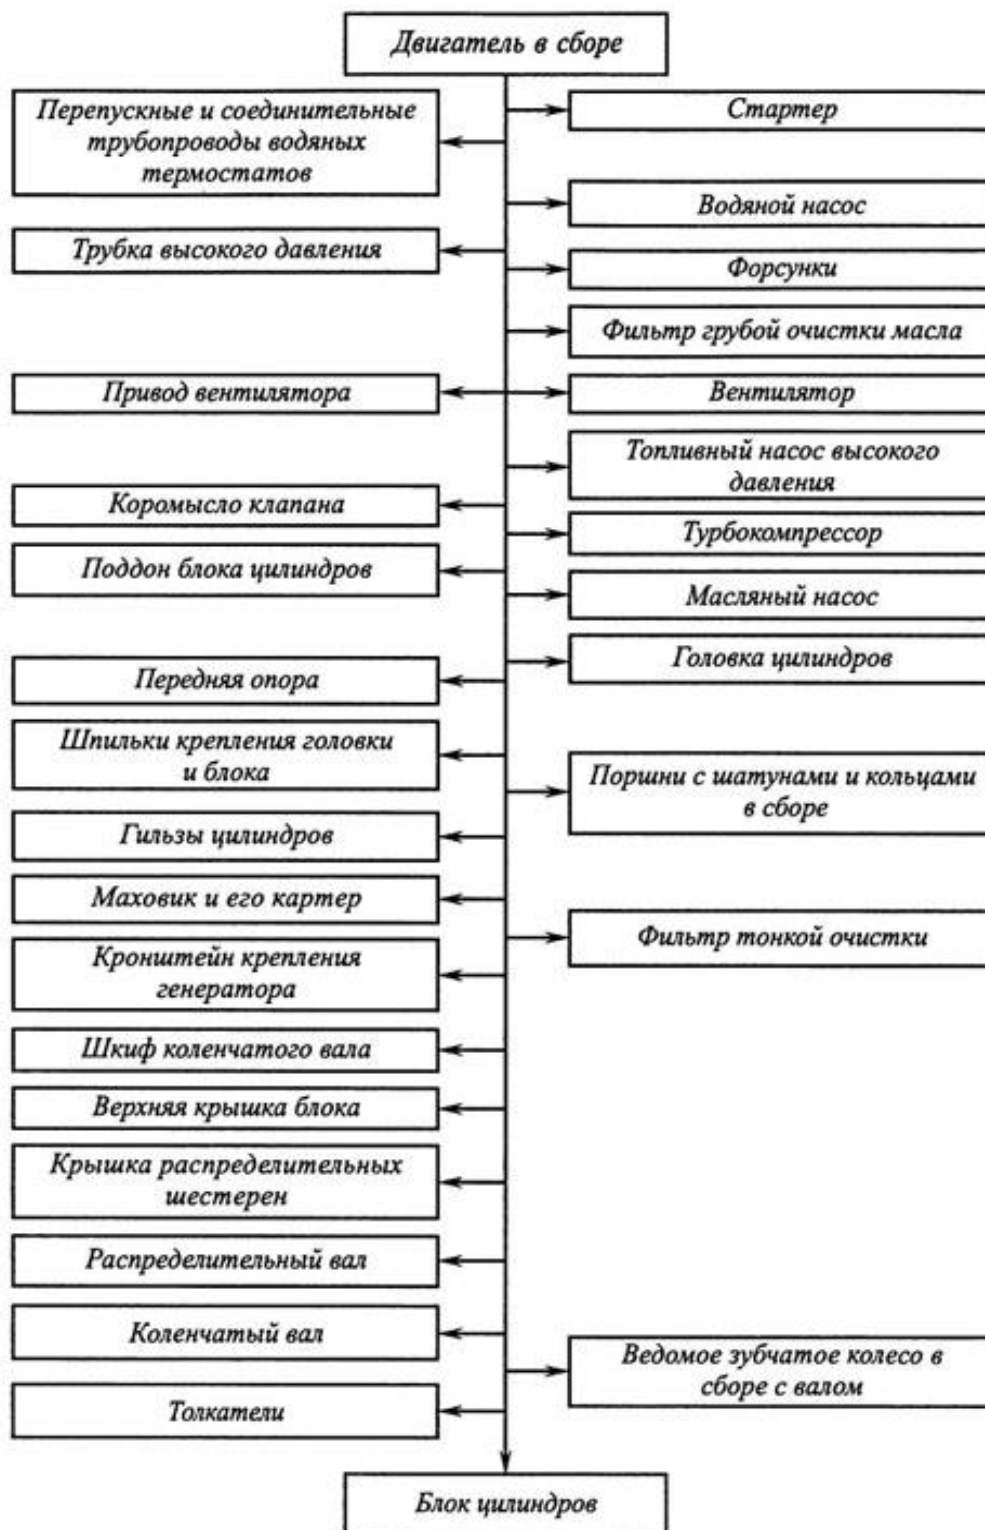 Двигатель в сборе
Перепускные и соединительные
трубопроводы водяных
термостатов
Стартер
Водяной насос
Трубка высокого давления
Форсунки
Фильтр грубой очистки масла
Привод вентилятора
Вентилятор
Топливный насос высокого
давления
Коромысло клапана
Турбокомпрессор
Поддон блока цилиндров
Масляный насос
Головка цилиндров
Передняя опора
Шпильки крепления головки
и блока
Поршни с шатунами и кольцами
в сборе
Гильзы цилиндров
Маховик и его картер
Фильтр тонкой очистки
Кронштейн крепления
генератора
Шкиф коленчатого вала
Верхняя крышка блока
Крышка распределительных
шестерен
Распределительный вал
Коленчатый вал
Ведомое зубчатое колесо в
сборе с валом
Толкатели
Блок цилиндров